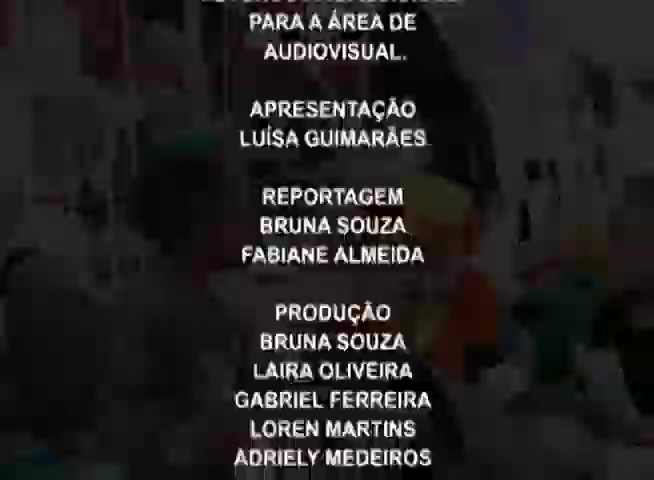 PARA A ÁREA DE
AUDIOVISUAL.
APRESENTAÇÃO
LUÍSA GUIMARÃES
REPORTAGEM
BRUNA SOUZA
FABIANE ALMEIDA
PRODUÇÃO
BRUNA SOUZA
LAIRA OLIVEIRA
GABRIEL FERREIRA
LOREN MARTINS
ADRIELY MEDEIROS